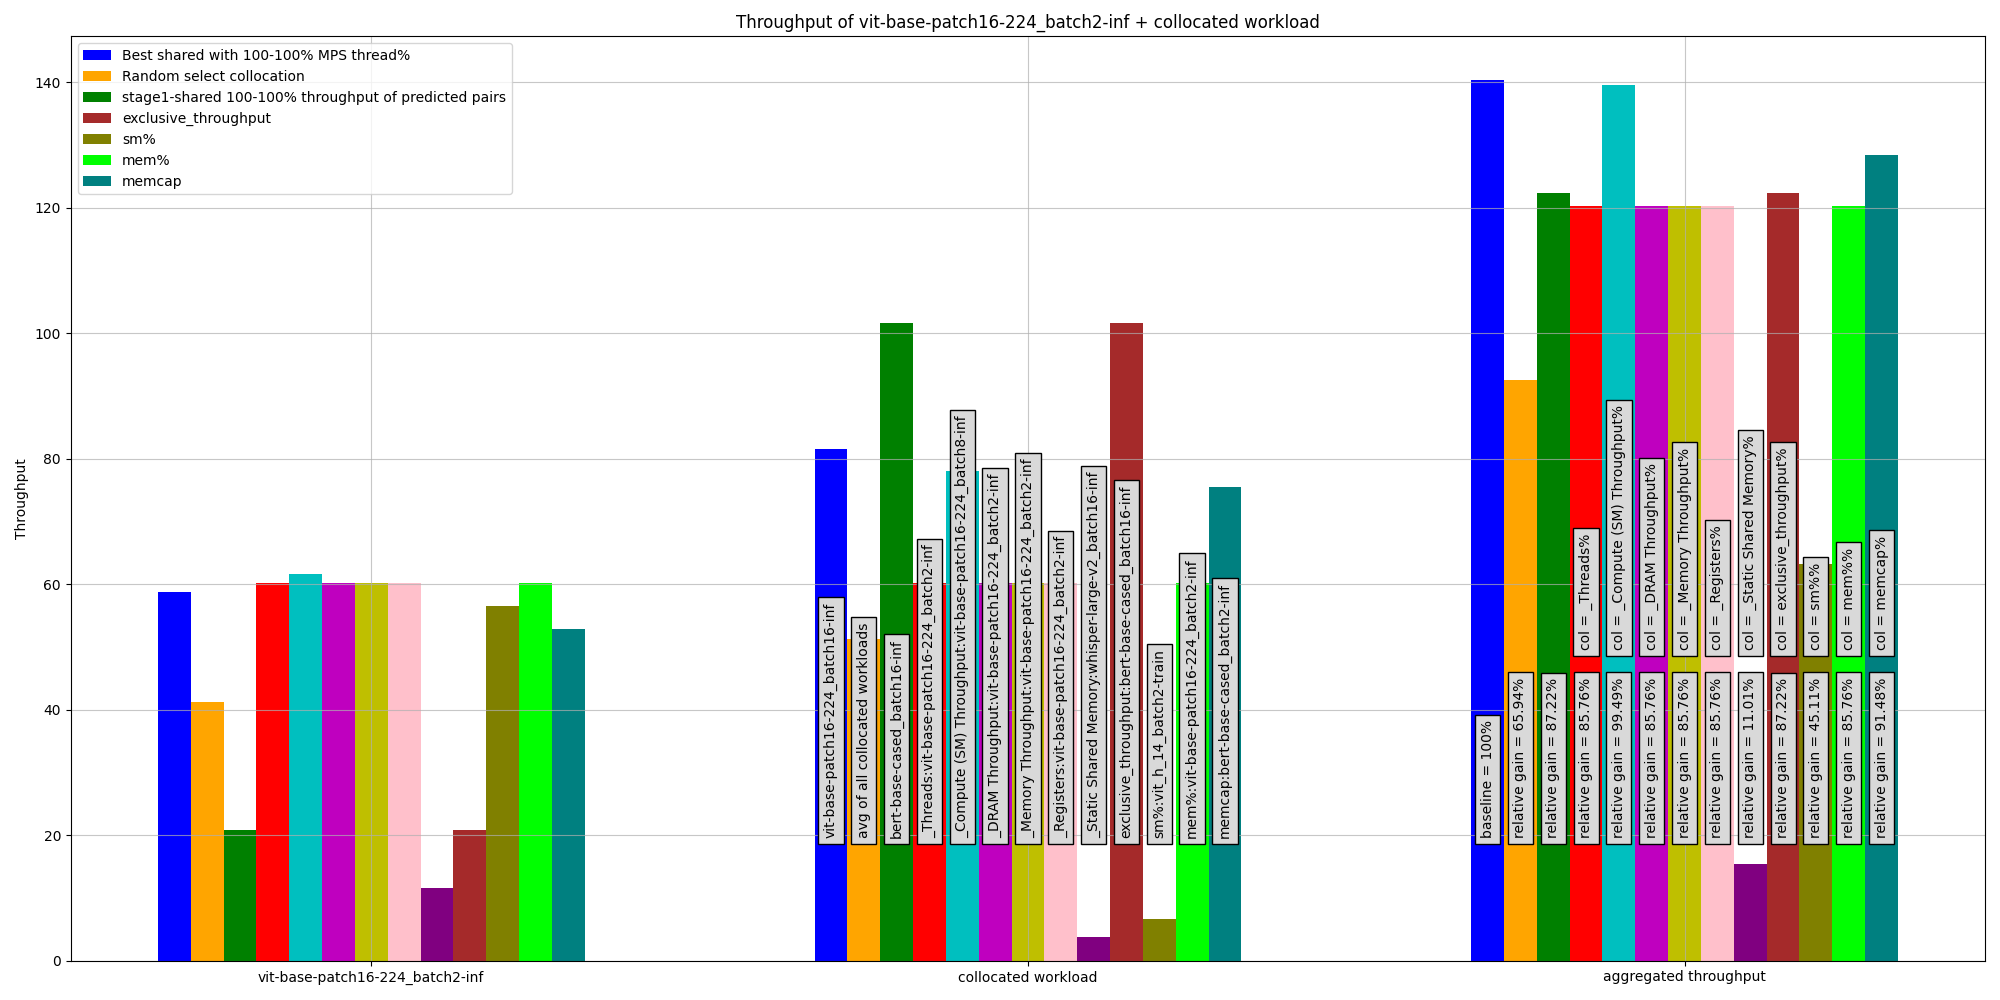 Throughput of vit-base-patch16-224_batch2-inf + collocated workload
Best shared with 100-100% MPS thread%
Random select collocation
stage1-shared 100-100% throughput of predicted pairs
exclusive_throughput
sm%
mem%
memcap
Throughput
140
120
100
80
60
40
20
0
vit-base-patch16-224_batch16-inf
avg of all collocated workloads
bert-base-cased_batch16-inf
_Threads:vit-base-patch16-224_batch2-inf
_Compute (SM) Throughput:vit-base-patch16-224_batch8-inf
_DRAM Throughput:vit-base-patch16-224_batch2-inf
_Memory Throughput:vit-base-patch16-224_batch2-inf
_Registers:vit-base-patch16-224_batch2-inf
_Static Shared Memory:whisper-large-v2_batch16-inf
exclusive_throughput:bert-base-cased_batch16-inf
sm%:vit_h_14_batch2-train
mem%:vit-base-patch16-224_batch2-inf
memcap:bert-base-cased_batch2-inf
col = _Threads%
col = _Compute (SM) Throughput%
col = _DRAM Throughput%
col = _Memory Throughput%
col = _Registers%
col = _Static Shared Memory%
col = exclusive_throughput%
col = sm%%
col = mem%%
col = memcap%
baseline = 100%
relative gain = 65.94%
relative gain = 87.22%
relative gain = 85.76%
relative gain = 99.49%
relative gain = 85.76%
relative gain = 85.76%
relative gain = 85.76%
relative gain = 11.01%
relative gain = 87.22%
relative gain = 45.11%
relative gain = 85.76%
relative gain = 91.48%
vit-base-patch16-224_batch2-inf
collocated workload
aggregated throughput